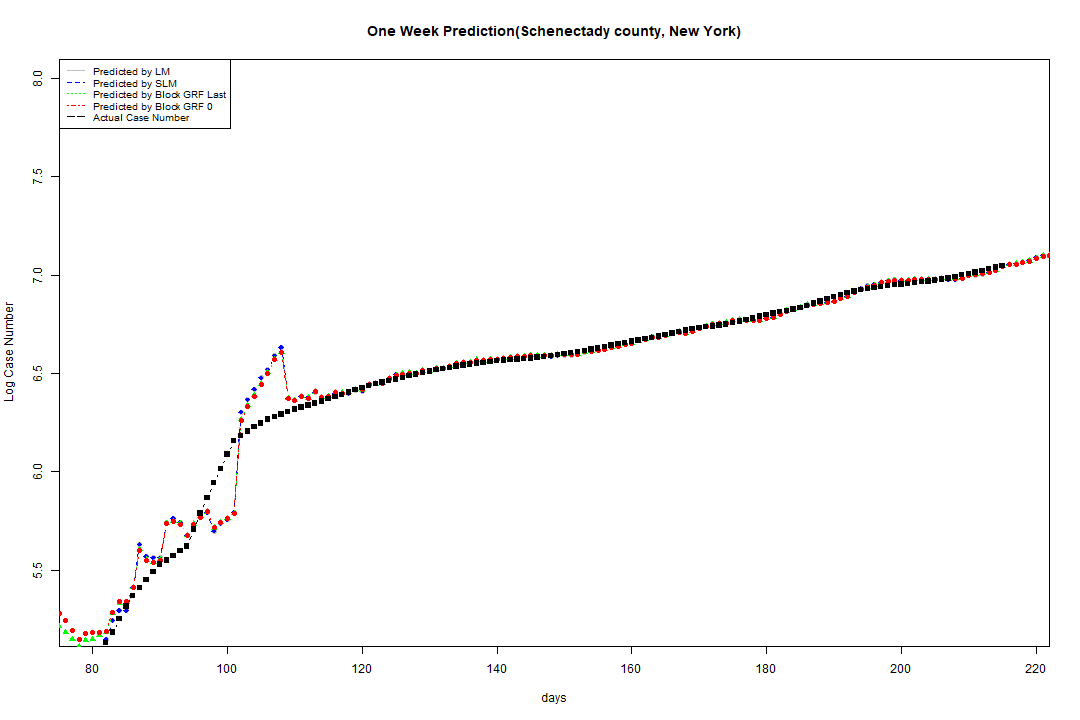 One Week Prediction(Schenectady county, New York)
Predicted by LM
Predicted by SLM
Predicted by Block GRF Last
Predicted by Block GRF 0
Actual Case Number
8.0
7.5
7.0
6.5
6.0
5.5
Log Case Number
80 100 120 140 160 180 200 220
days